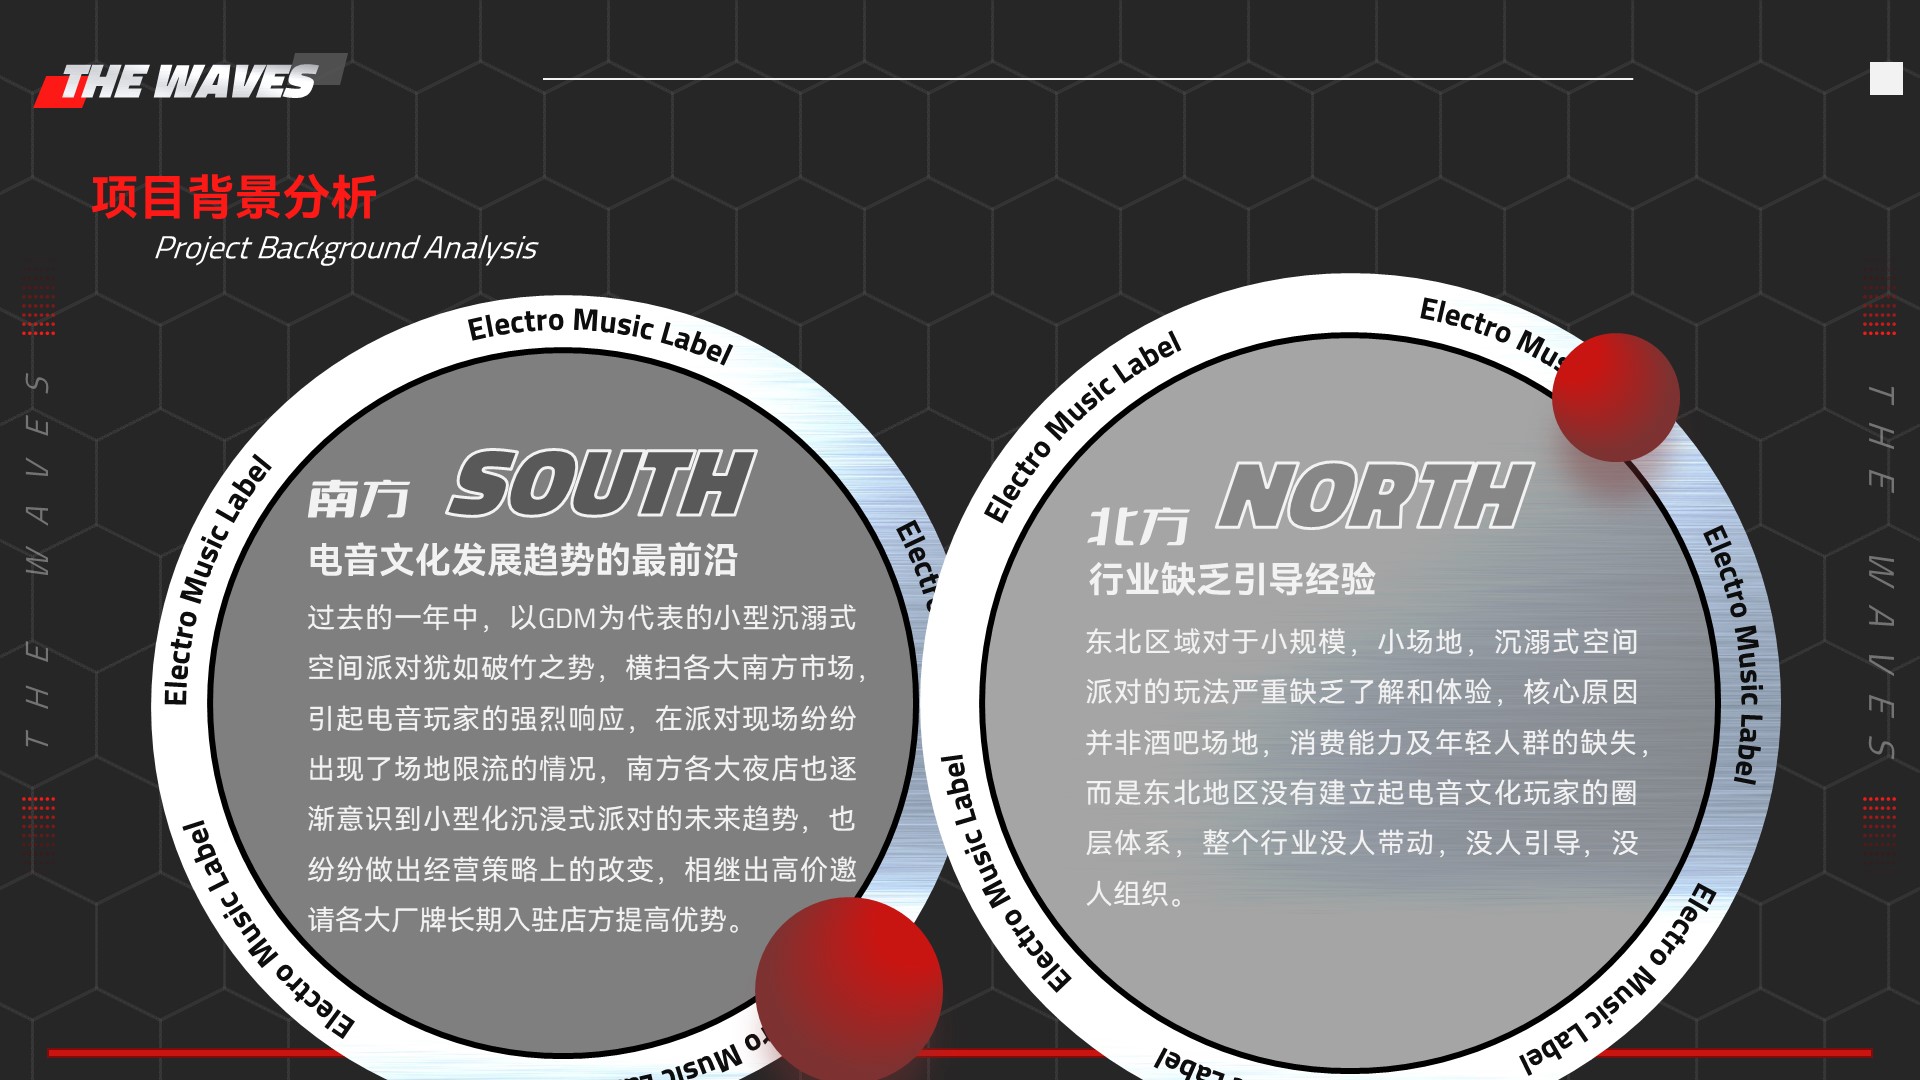 THE WAVES
项目背景分析
Project Background Analysis
THE WAVES
THE WAVES
Electro Music Label
Electro Music Label
Electro Music Label
Electro
南方 SOUTH
电音文化发展趋势的最前沿
过去的一年中，以GDM为代表的小型沉溺式
空间派对犹如破竹之势，横扫各大南方市场，
引起电音玩家的强烈响应，在派对现场纷纷
出现了场地限流的情况，南方各大夜店也逐
渐意识到小型化沉浸式派对的未来趋势，也
纷纷做出经营策略上的改变，相继出高价邀
请各大厂牌长期入驻店方提高优势。
Music
Electro Music Label
Electro Mus
Electro Music Label
Electro Music Label
Electro Music Label
Label
北方 NORTH
行业缺乏引导经验
东北区域对于小规模，小场地，沉溺式空间
派对的玩法严重缺乏了解和体验，核心原因
并非酒吧场地，消费能力及年轻人群的缺失，
而是东北地区没有建立起电音文化玩家的圈
层体系，整个行业没人带动，没人引导，没
人组织。